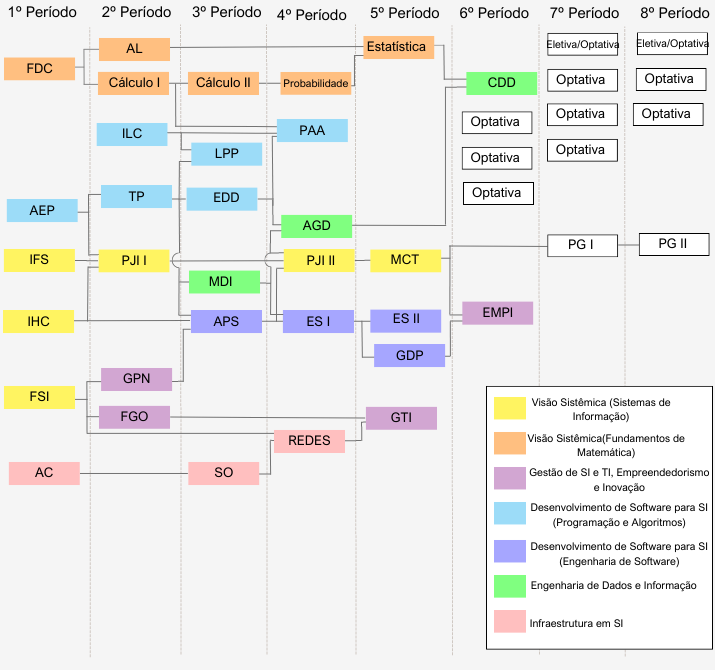 1º Período 2º Período 3º Período 4º Período 5º Período 6º Período 7º Período 8º Período
AL Estatística Eletiva/Optativa Eletiva/Optativa
FDC Cálculo I Cálculo II Probabilidade CDD Optativa Optativa
ILC PAA Optativa Optativa Optativa
LPP Optativa Optativa
AEP TP EDD Optativa
AGD
IFS PJI I PJI II MCT PG I PG II
MDI
IHC APS ES I ES II EMPI
GDP
FSI GPN
FGO GTI
REDES
AC SO
Visão Sistêmica (Sistemas de
Informação)
Visão Sistêmica(Fundamentos de
Matemática)
Gestão de SI e TI, Empreendedorismo
e Inovação
Desenvolvimento de Software para SI
(Programação e Algoritmos)
Desenvolvimento de Software para SI
(Engenharia de Software)
Engenharia de Dados e Informação
Infraestrutura em SI